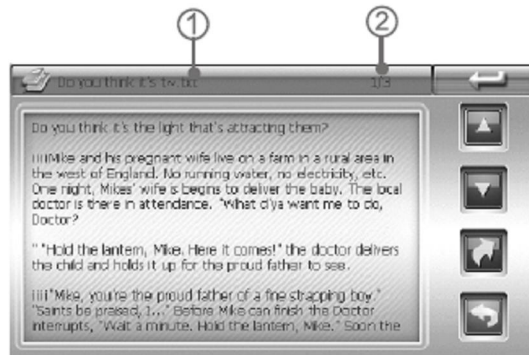 1 2
Do you think it's tw.txt 1/3
Do you think it's the light that's attracting them?
iiiiMike and his pregnant wife live on a farm in a rural area in
the west of England. No running water, no electricity, etc.
One night, Mikes' wife is begins to deliver the baby. The local
doctor is there in attendance. "What d'ya want me to do,
Doctor?
" "Hold the lantern, Mike. Here it comes!" the doctor delivers
the child and holds it up for the proud father to see.
iiii"Mike, you're the proud father of a fine strapping boy."
"Saints be praised, I..." Before Mike can finish the Doctor
interrupts, "Wait a minute. Hold the lantern, Mike." Soon the